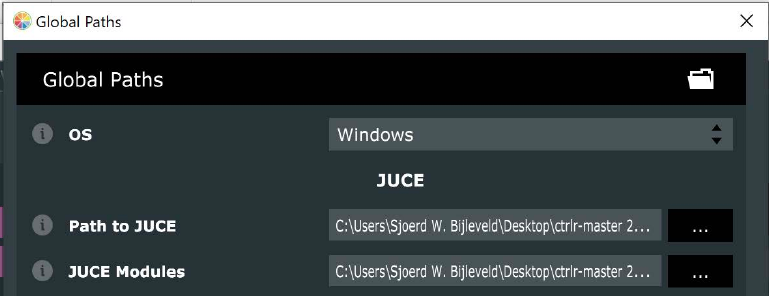 Global Paths
Global Paths
OS
Windows
JUCE
Path to JUCE
C:\Users\Sjoerd W. Bijleveld\Desktop\ctrlr-master 2...
...
JUCE Modules
C:\Users\Sjoerd W. Bijleveld\Desktop\ctrlr-master 2...
...